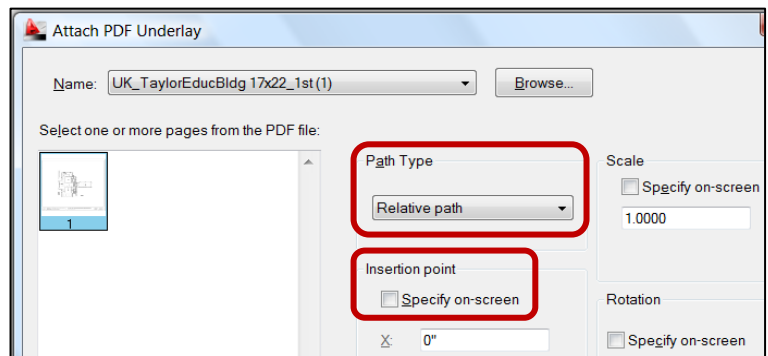 Attach PDF Underlay
Name: UK_TaylorEducBldg 17x22_1st (1) Browse...
Select one or more pages from the PDF file:
1
Path Type
Relative path
Scale
Specify on-screen
1.0000
Insertion point
Specify on-screen
X: 0"
Rotation
Specify on-screen